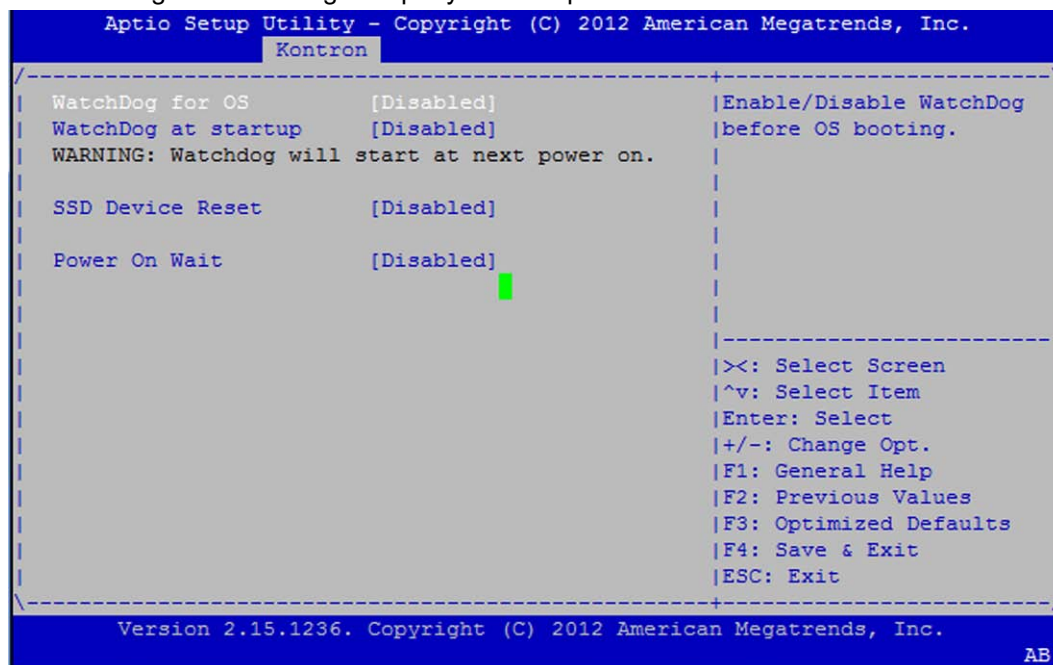 Aptio Setup Utility – Copyright (C) 2012 American Megatrends, Inc.
Kontron
/-----------------------------------------------------+-------------------------
WatchDog for OS [Disabled]
WatchDog at startup [Disabled]
WARNING: Watchdog will start at next power on.
SSD Device Reset [Disabled]
Power On Wait [Disabled]
Enable/Disable WatchDog
before OS booting.
><: Select Screen
^v: Select Item
Enter: Select
+/-: Change Opt.
F1: General Help
F2: Previous Values
F3: Optimized Defaults
F4: Save & Exit
ESC: Exit
\-----------------------------------------------------+-------------------------
Version 2.15.1236. Copyright (C) 2012 American Megatrends, Inc.
AB